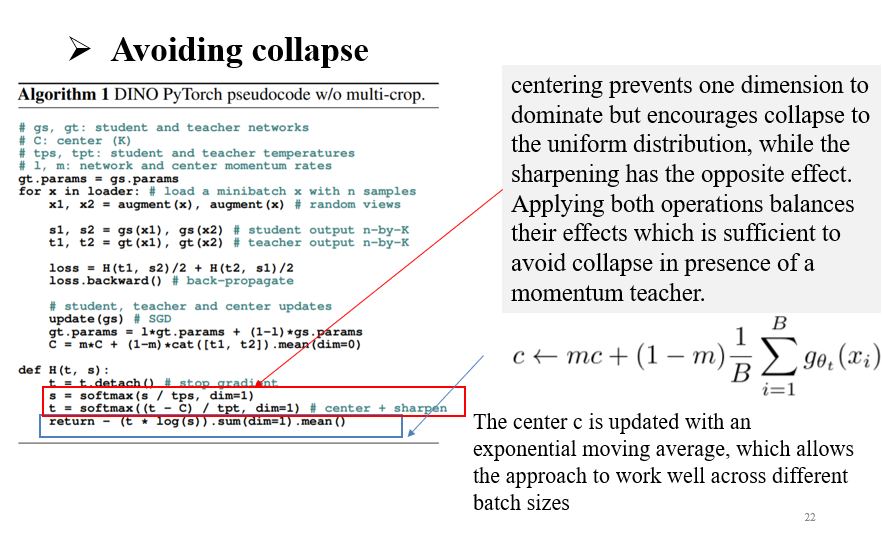 ➢ Avoiding collapse
Algorithm 1 DINO PyTorch pseudocode w/o multi-crop.
# gs, gt: student and teacher networks
# C: center (K)
# tps, tpt: student and teacher temperatures
# l, m: network and center momentum rates
gt.params = gs.params
for x in loader: # load a minibatch x with n samples
x1, x2 = augment(x), augment(x) # random views
s1, s2 = gs(x1), gs(x2) # student output n-by-K
t1, t2 = gt(x1), gt(x2) # teacher output n-by-K
loss = H(t1, s2)/2 + H(t2, s1)/2
loss.backward() # back-propagate
# student, teacher and center updates
update(gs) # SGD
gt.params = l*gt.params + (1-l)*gs.params
C = m*C + (1-m)*cat([t1, t2]).mean(dim=0)
def H(t, s):
t = t.detach() # stop gradient
s = softmax(s / tps, dim=1)
t = softmax((t - C) / tpt, dim=1) # center + sharpen
return - (t * log(s)).sum(dim=1).mean()
centering prevents one dimension to
dominate but encourages collapse to
the uniform distribution, while the
sharpening has the opposite effect.
Applying both operations balances
their effects which is sufficient to
avoid collapse in presence of a
momentum teacher.
c ← mc + (1 − m) 1/B ∑_{i=1}^{B} g_{θ_t}(x_i)
The center c is updated with an
exponential moving average, which allows
the approach to work well across different
batch sizes
22